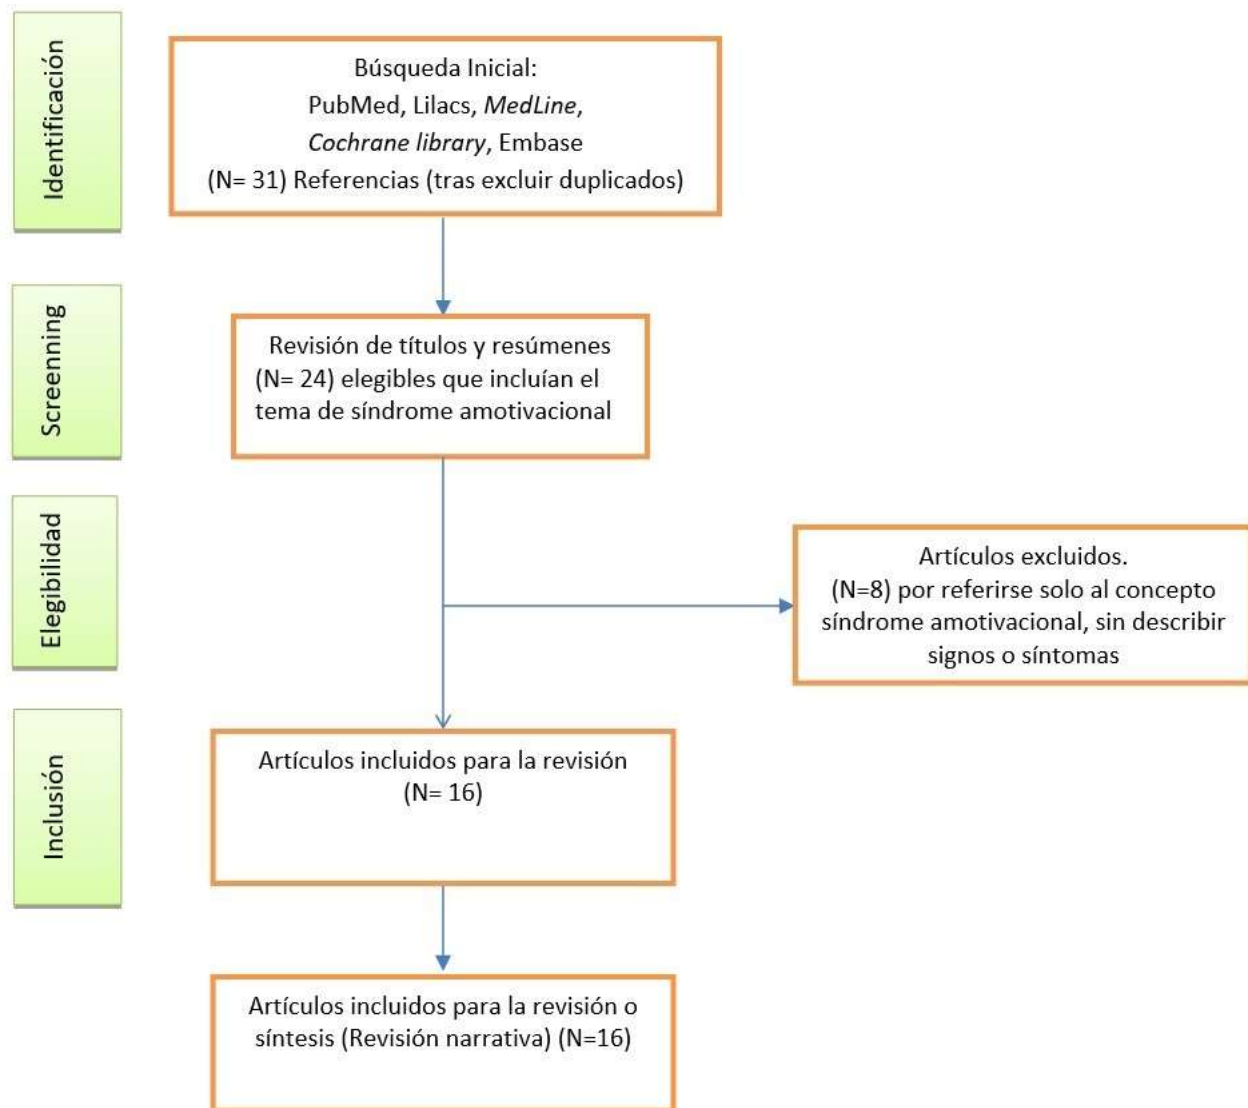 Identificación
Búsqueda Inicial:
PubMed, Lilacs, MedLine,
Cochrane library, Embase
(N= 31) Referencias (tras excluir duplicados)
Screenning
Revisión de títulos y resúmenes
(N= 24) elegibles que incluían el
tema de síndrome amotivacional
Elegibilidad
Artículos excluidos.
(N=8) por referirse solo al concepto
síndrome amotivacional, sin describir
signos o síntomas
Inclusión
Artículos incluidos para la revisión
(N= 16)
Artículos incluidos para la revisión o
síntesis (Revisión narrativa) (N=16)